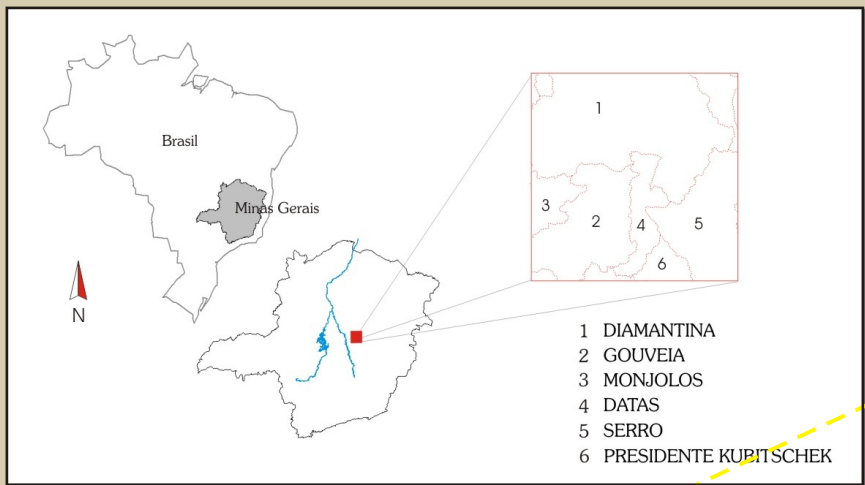 Brasil
Minas Gerais
N
1
2
3
4
5
6
1 DIAMANTINA
2 GOUVEIA
3 MONJOLOS
4 DATAS
5 SERRO
6 PRESIDENTE KUBITSCHEK